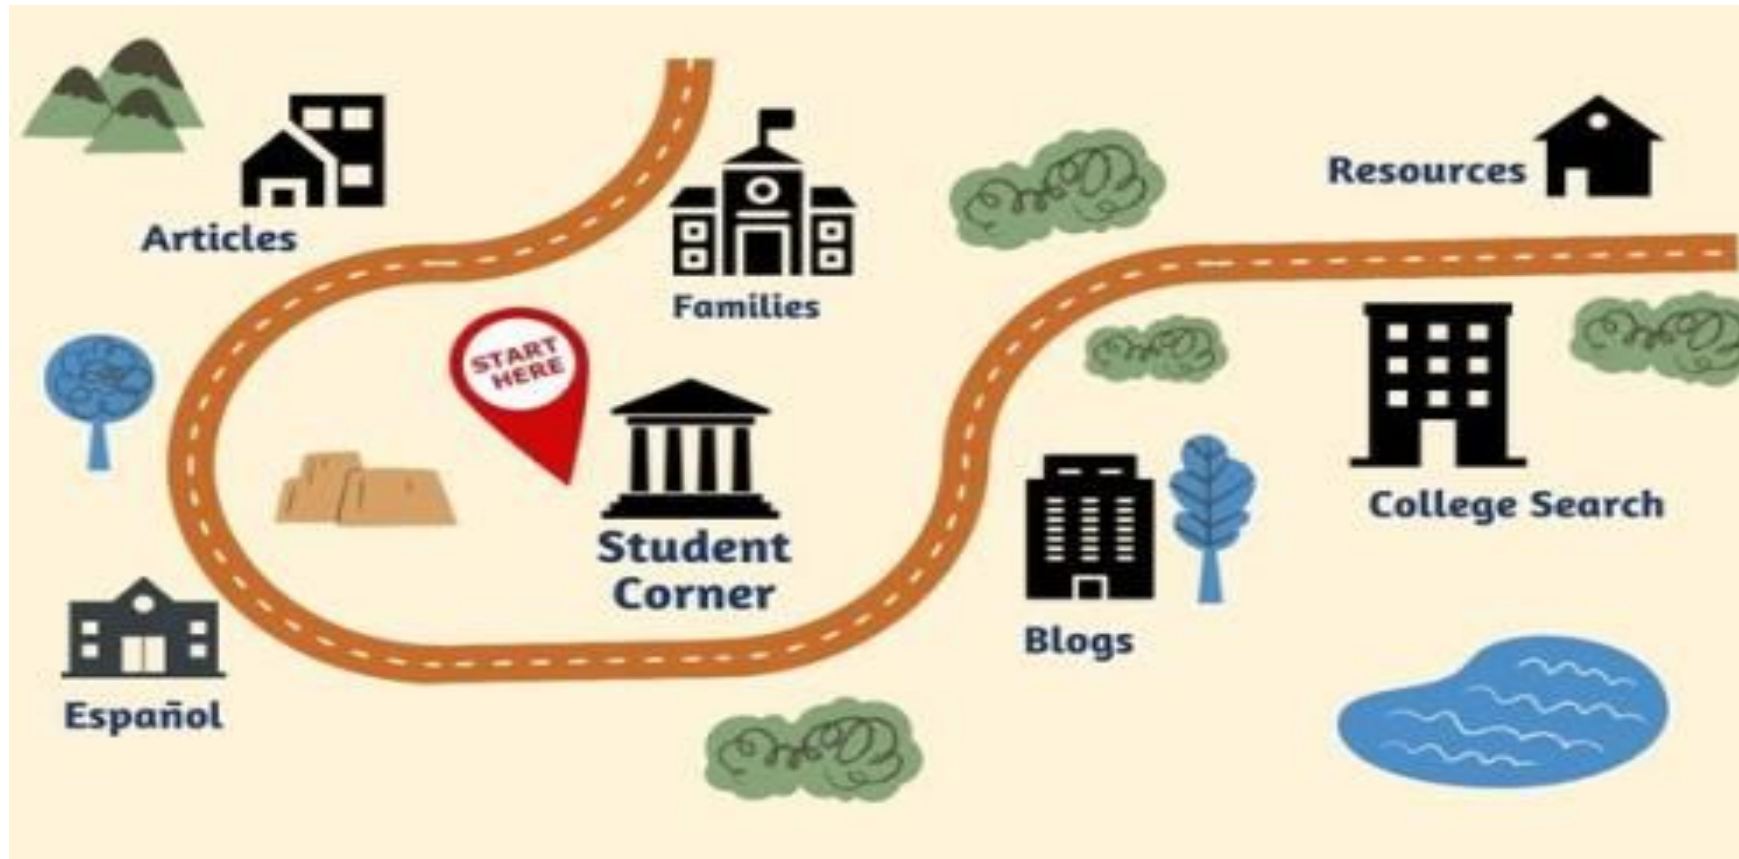 Resources
Articles
Families
START
HERE
College Search
Student
Corner
Blogs
Español